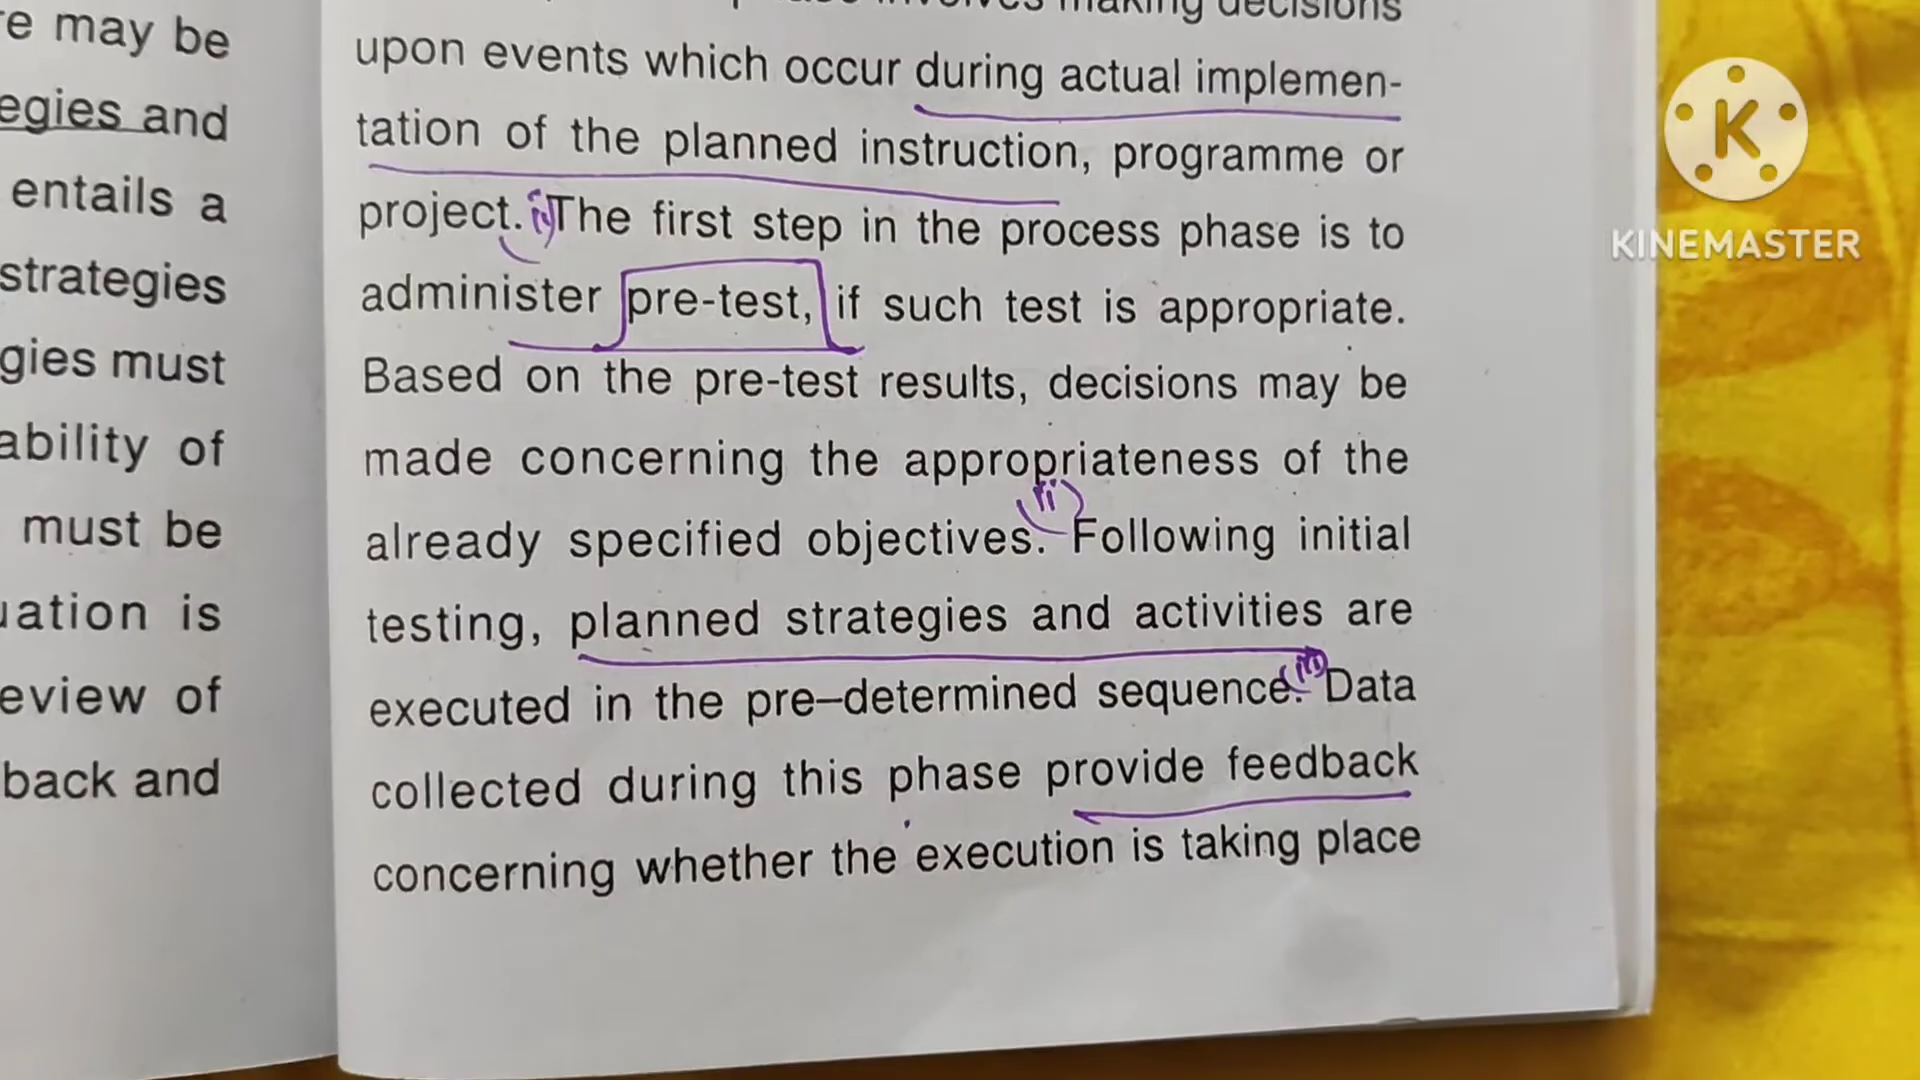 re may be
egies and
entails a
strategies
gies must
ability of
must be
uation is
eview of
back and
involves making decisions
upon events which occur during actual implemen-
tation of the planned instruction, programme or
project. (i) The first step in the process phase is to
administer pre-test, if such test is appropriate.
Based on the pre-test results, decisions may be
made concerning the appropriateness of the
already specified objectives. (ii) Following initial
testing, planned strategies and activities are
executed in the pre–determined sequence. (iii) Data
collected during this phase provide feedback
concerning whether the execution is taking place
K
KINEMASTER